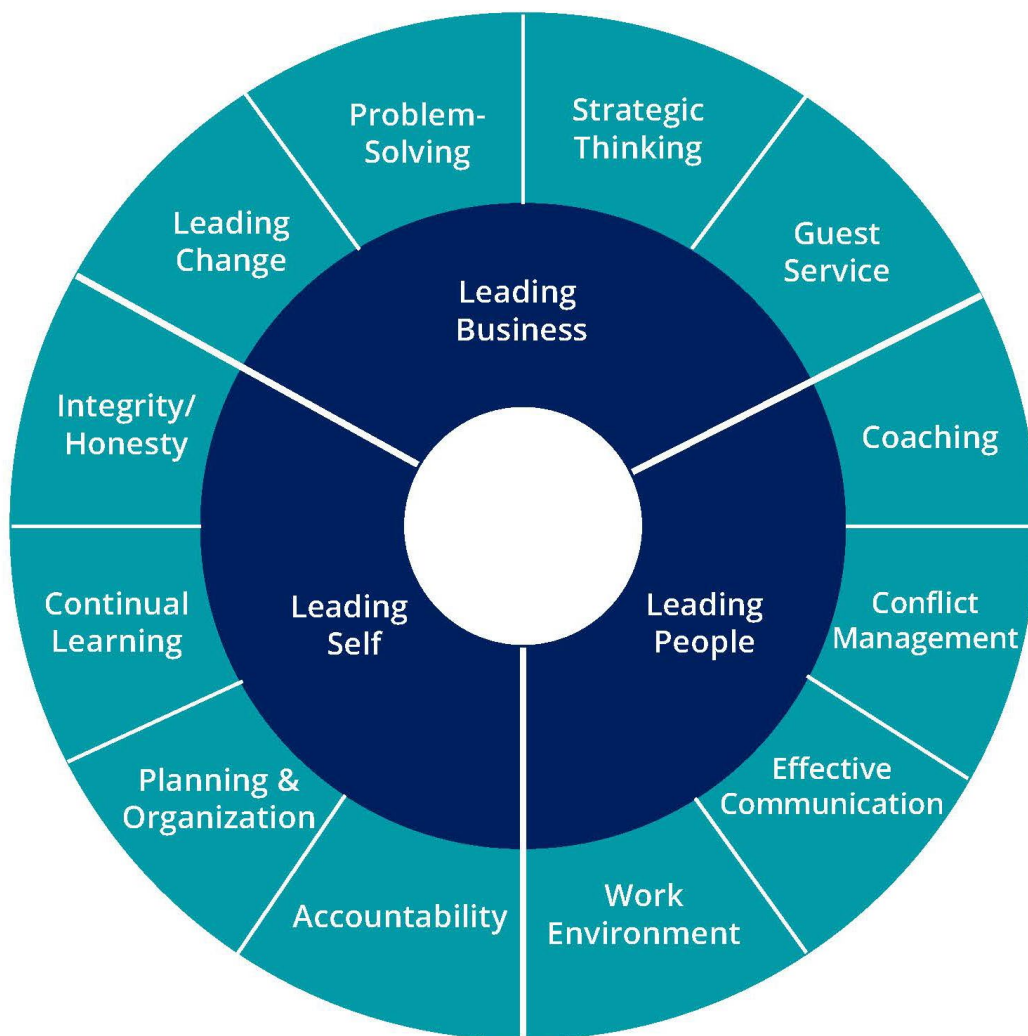 Problem-
Solving
Strategic
Thinking
Leading
Change
Guest
Service
Leading
Business
Integrity/
Honesty
Coaching
Continual
Learning
Leading
Self
Leading
People
Conflict
Management
Planning &
Organization
Effective
Communication
Accountability
Work
Environment